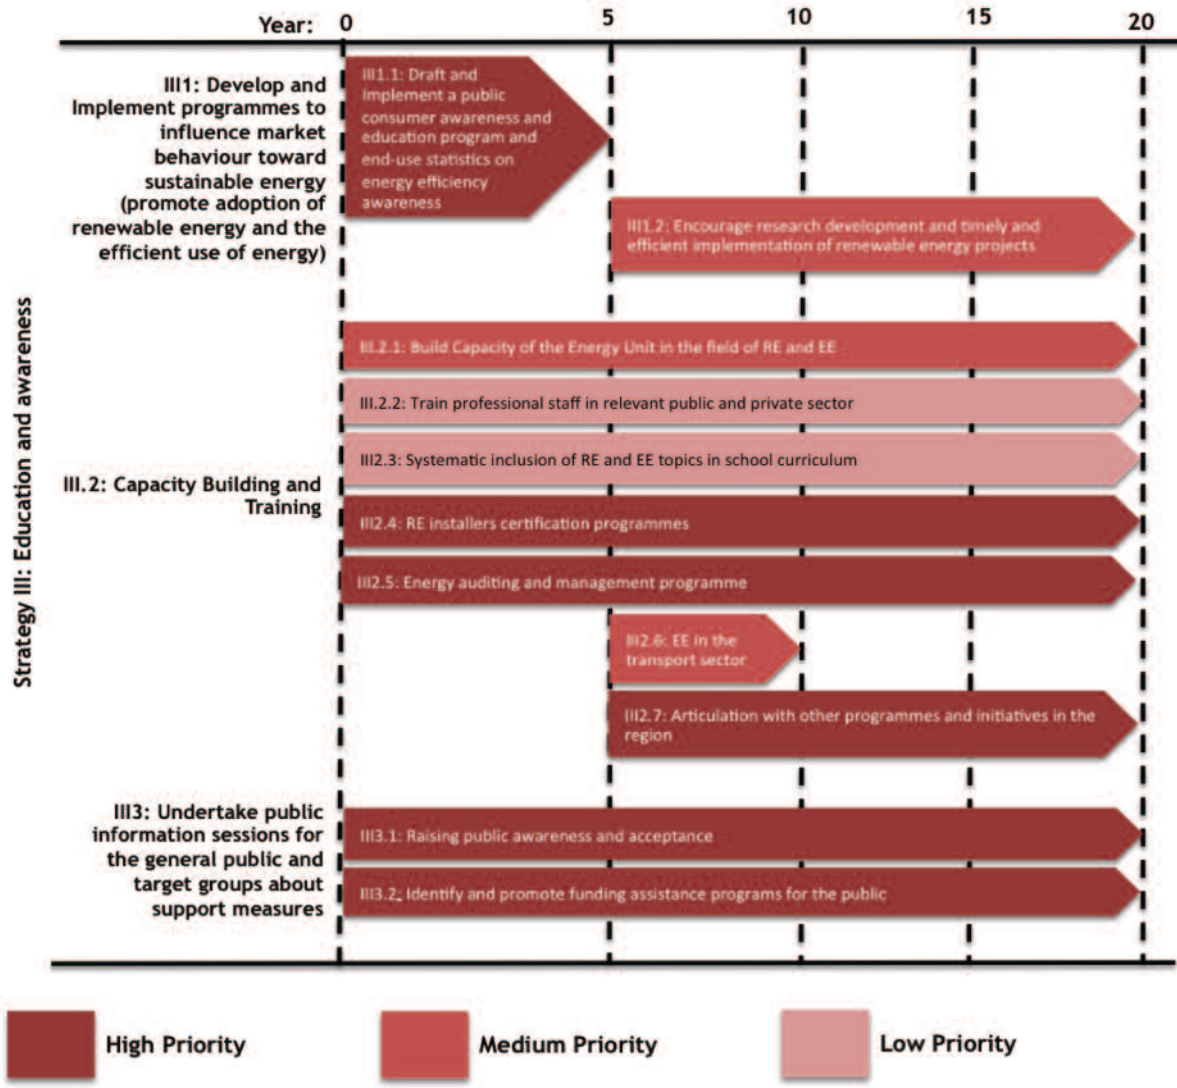 Year: 0 5 10 15 20
Strategy III: Education and awareness
III1: Develop and
Implement programmes to
influence market
behaviour toward
sustainable energy
(promote adoption of
renewable energy and the
efficient use of energy)
III1.1: Draft and
Implement a public
consumer awareness and
education program and
end-use statistics on
energy efficiency
awareness
III1.2: Encourage research development and timely and
efficient implementation of renewable energy projects
III.2: Capacity Building and
Training
III.2.1: Build Capacity of the Energy Unit in the field of RE and EE
III.2.2: Train professional staff in relevant public and private sector
III2.3: Systematic inclusion of RE and EE topics in school curriculum
III2.4: RE installers certification programmes
III2.5: Energy auditing and management programme
III2.6: EE in the
transport sector
III2.7: Articulation with other programmes and initiatives in the
region
III3: Undertake public
information sessions for
the general public and
target groups about
support measures
III3.1: Raising public awareness and acceptance
III3.2: Identify and promote funding assistance programs for the public
High Priority
Medium Priority
Low Priority